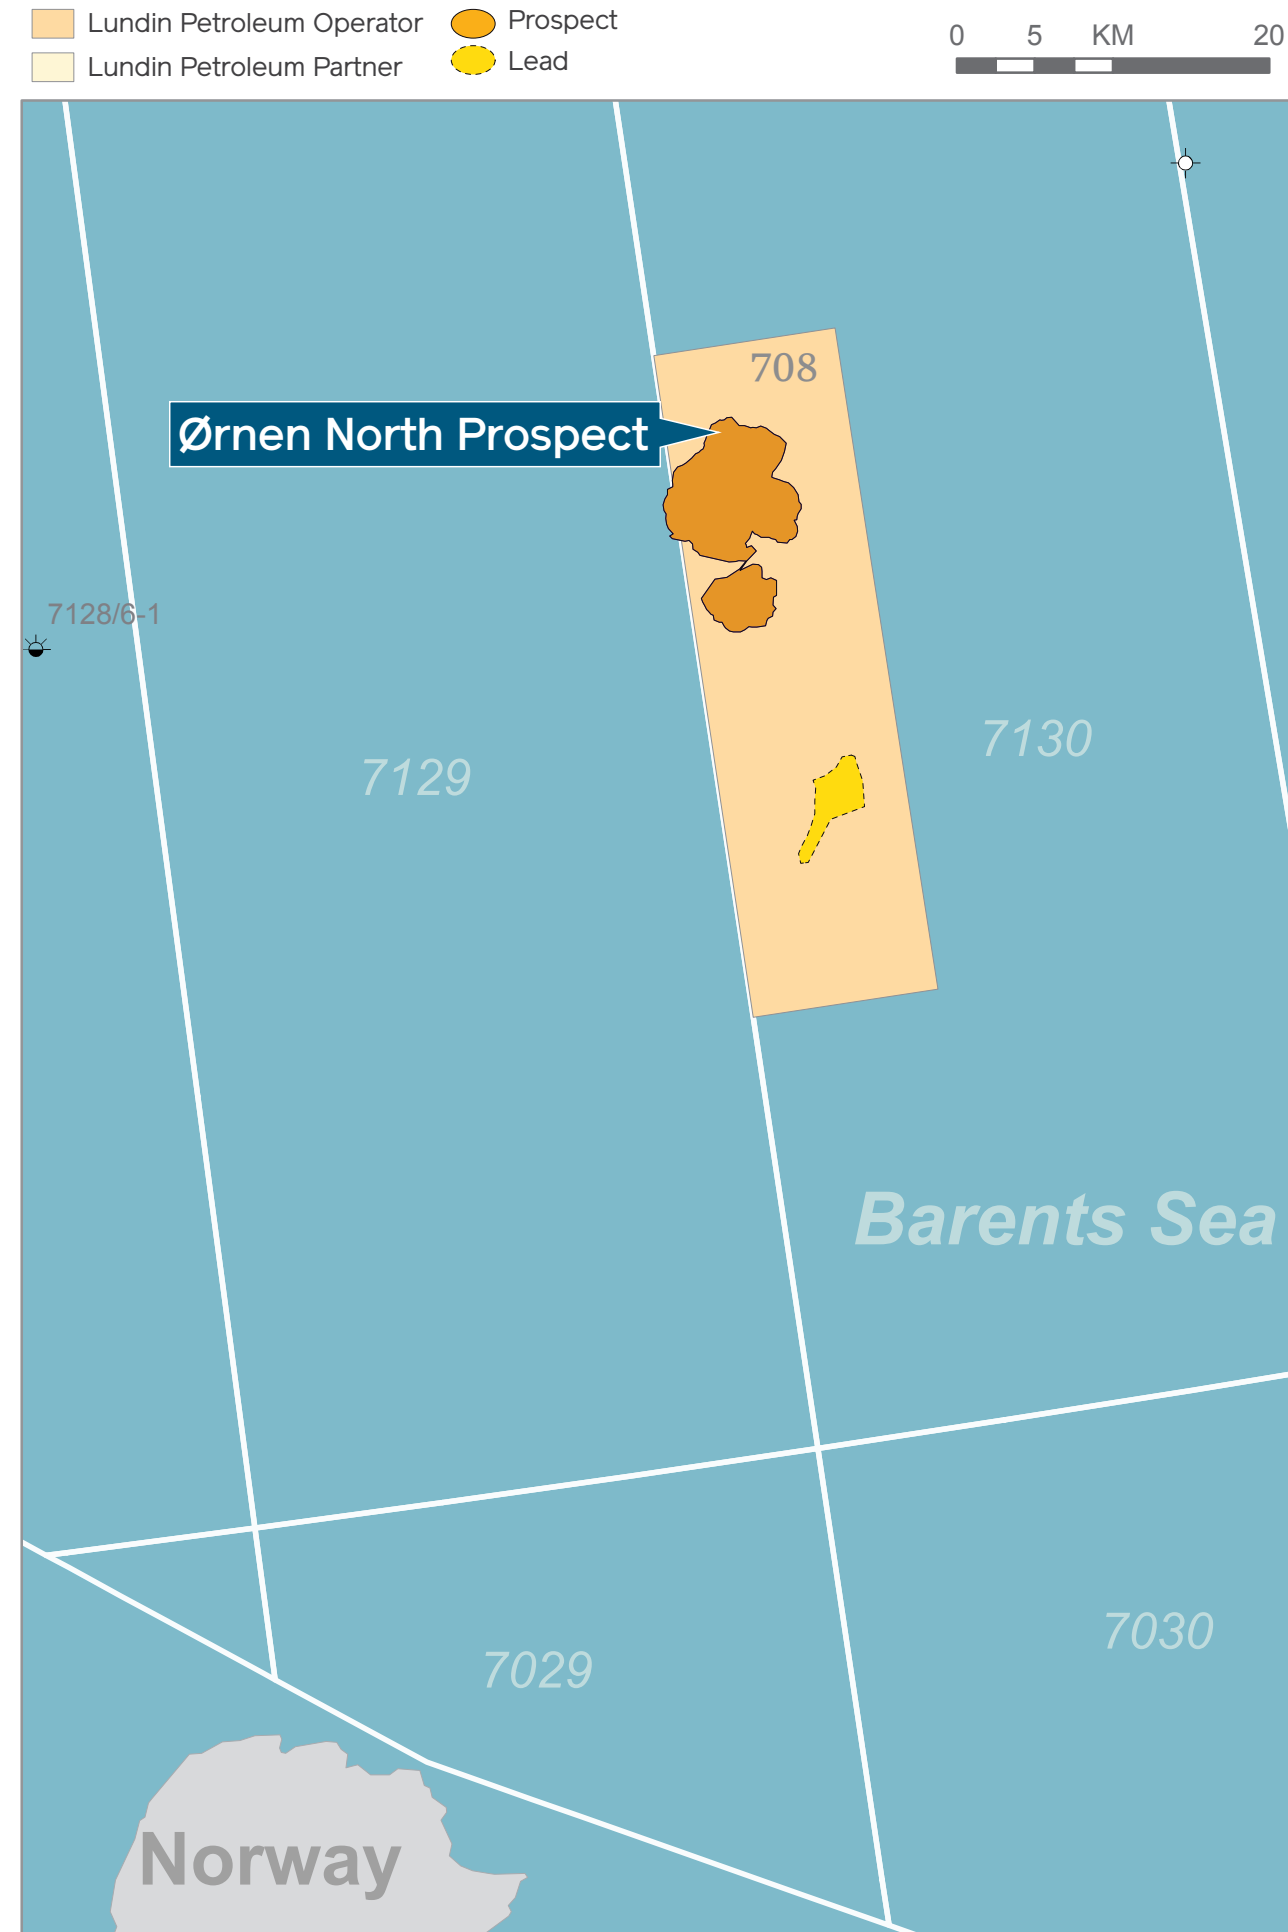 Lundin Petroleum Operator
Prospect
Lundin Petroleum Partner
Lead
0 5 KM 20
708
Ørnen North Prospect
7128/6-1
7129
7130
Barents Sea
7029
7030
Norway